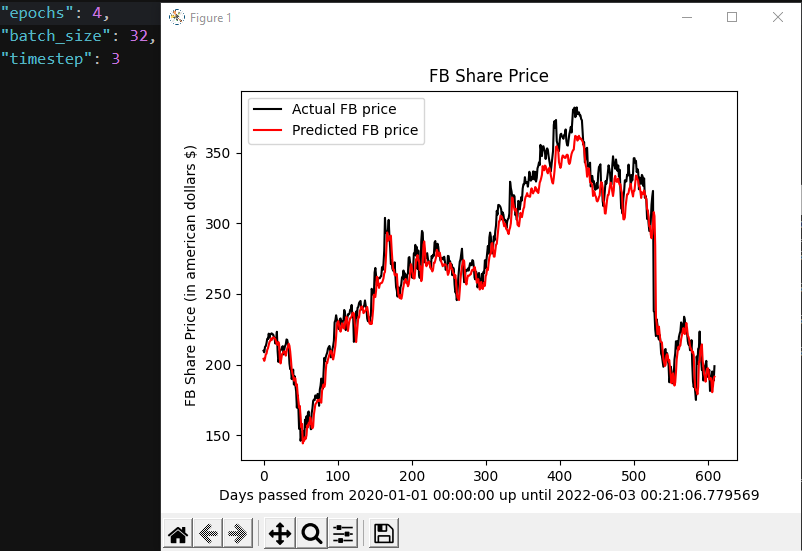 "epochs": 4,
"batch_size": 32,
"timestep": 3
Figure 1
FB Share Price
Actual FB price
Predicted FB price
FB Share Price (in american dollars $)
350
300
250
200
150
0 100 200 300 400 500 600
Days passed from 2020-01-01 00:00:00 up until 2022-06-03 00:21:06.779569